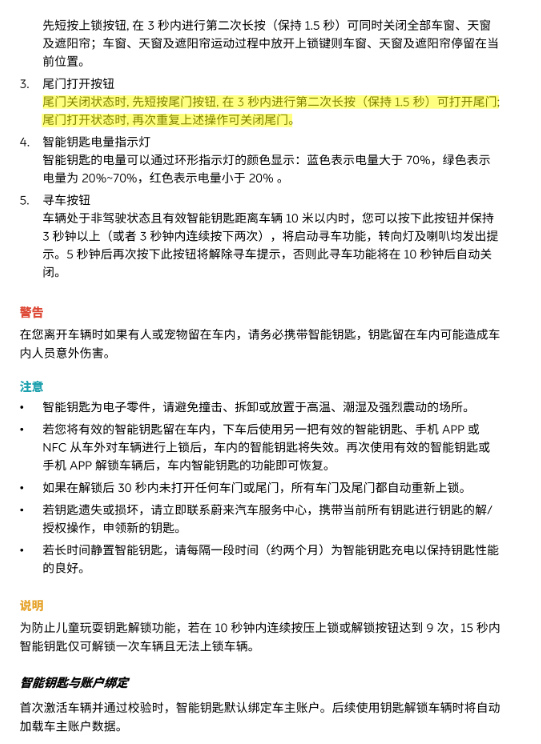 先短按上锁按钮, 在 3 秒内进行第二次长按（保持 1.5 秒）可同时关闭全部车窗、天窗
及遮阳帘；车窗、天窗及遮阳帘运动过程中放开上锁键则车窗、天窗及遮阳帘停留在当
前位置。
3. 尾门打开按钮
尾门关闭状态时, 先短按尾门按钮, 在 3 秒内进行第二次长按（保持 1.5 秒）可打开尾门;
尾门打开状态时, 再次重复上述操作可关闭尾门。
4. 智能钥匙电量指示灯
智能钥匙的电量可以通过环形指示灯的颜色显示：蓝色表示电量大于 70%，绿色表示
电量为 20%~70%，红色表示电量小于 20% 。
5. 寻车按钮
车辆处于非驾驶状态且有效智能钥匙距离车辆 10 米以内时，您可以按下此按钮并保持
3 秒钟以上（或者 3 秒钟内连续按下两次），将启动寻车功能，转向灯及喇叭均发出提
示。5 秒钟后再次按下此按钮将解除寻车提示，否则此寻车功能将在 10 秒钟后自动关
闭。
警告
在您离开车辆时如果有人或宠物留在车内，请务必携带智能钥匙，钥匙留在车内可能造成车
内人员意外伤害。
注意
• 智能钥匙为电子零件，请避免撞击、拆卸或放置于高温、潮湿及强烈震动的场所。
• 若您将有效的智能钥匙留在车内，下车后使用另一把有效的智能钥匙、手机 APP 或
NFC 从车外对车辆进行上锁后，车内的智能钥匙将失效。再次使用有效的智能钥匙或
手机 APP 解锁车辆后，车内智能钥匙的功能即可恢复。
• 如果在解锁后 30 秒内未打开任何车门或尾门，所有车门及尾门都自动重新上锁。
• 若钥匙遗失或损坏，请立即联系蔚来汽车服务中心，携带当前所有钥匙进行钥匙的解/
授权操作，申领新的钥匙。
• 若长时间静置智能钥匙，请每隔一段时间（约两个月）为智能钥匙充电以保持钥匙性能
的良好。
说明
为防止儿童玩耍钥匙解锁功能，若在 10 秒钟内连续按压上锁或解锁按钮达到 9 次，15 秒内
智能钥匙仅可解锁一次车辆且无法上锁车辆。
智能钥匙与账户绑定
首次激活车辆并通过校验时，智能钥匙默认绑定车主账户。后续使用钥匙解锁车辆时将自动
加载车主账户数据。